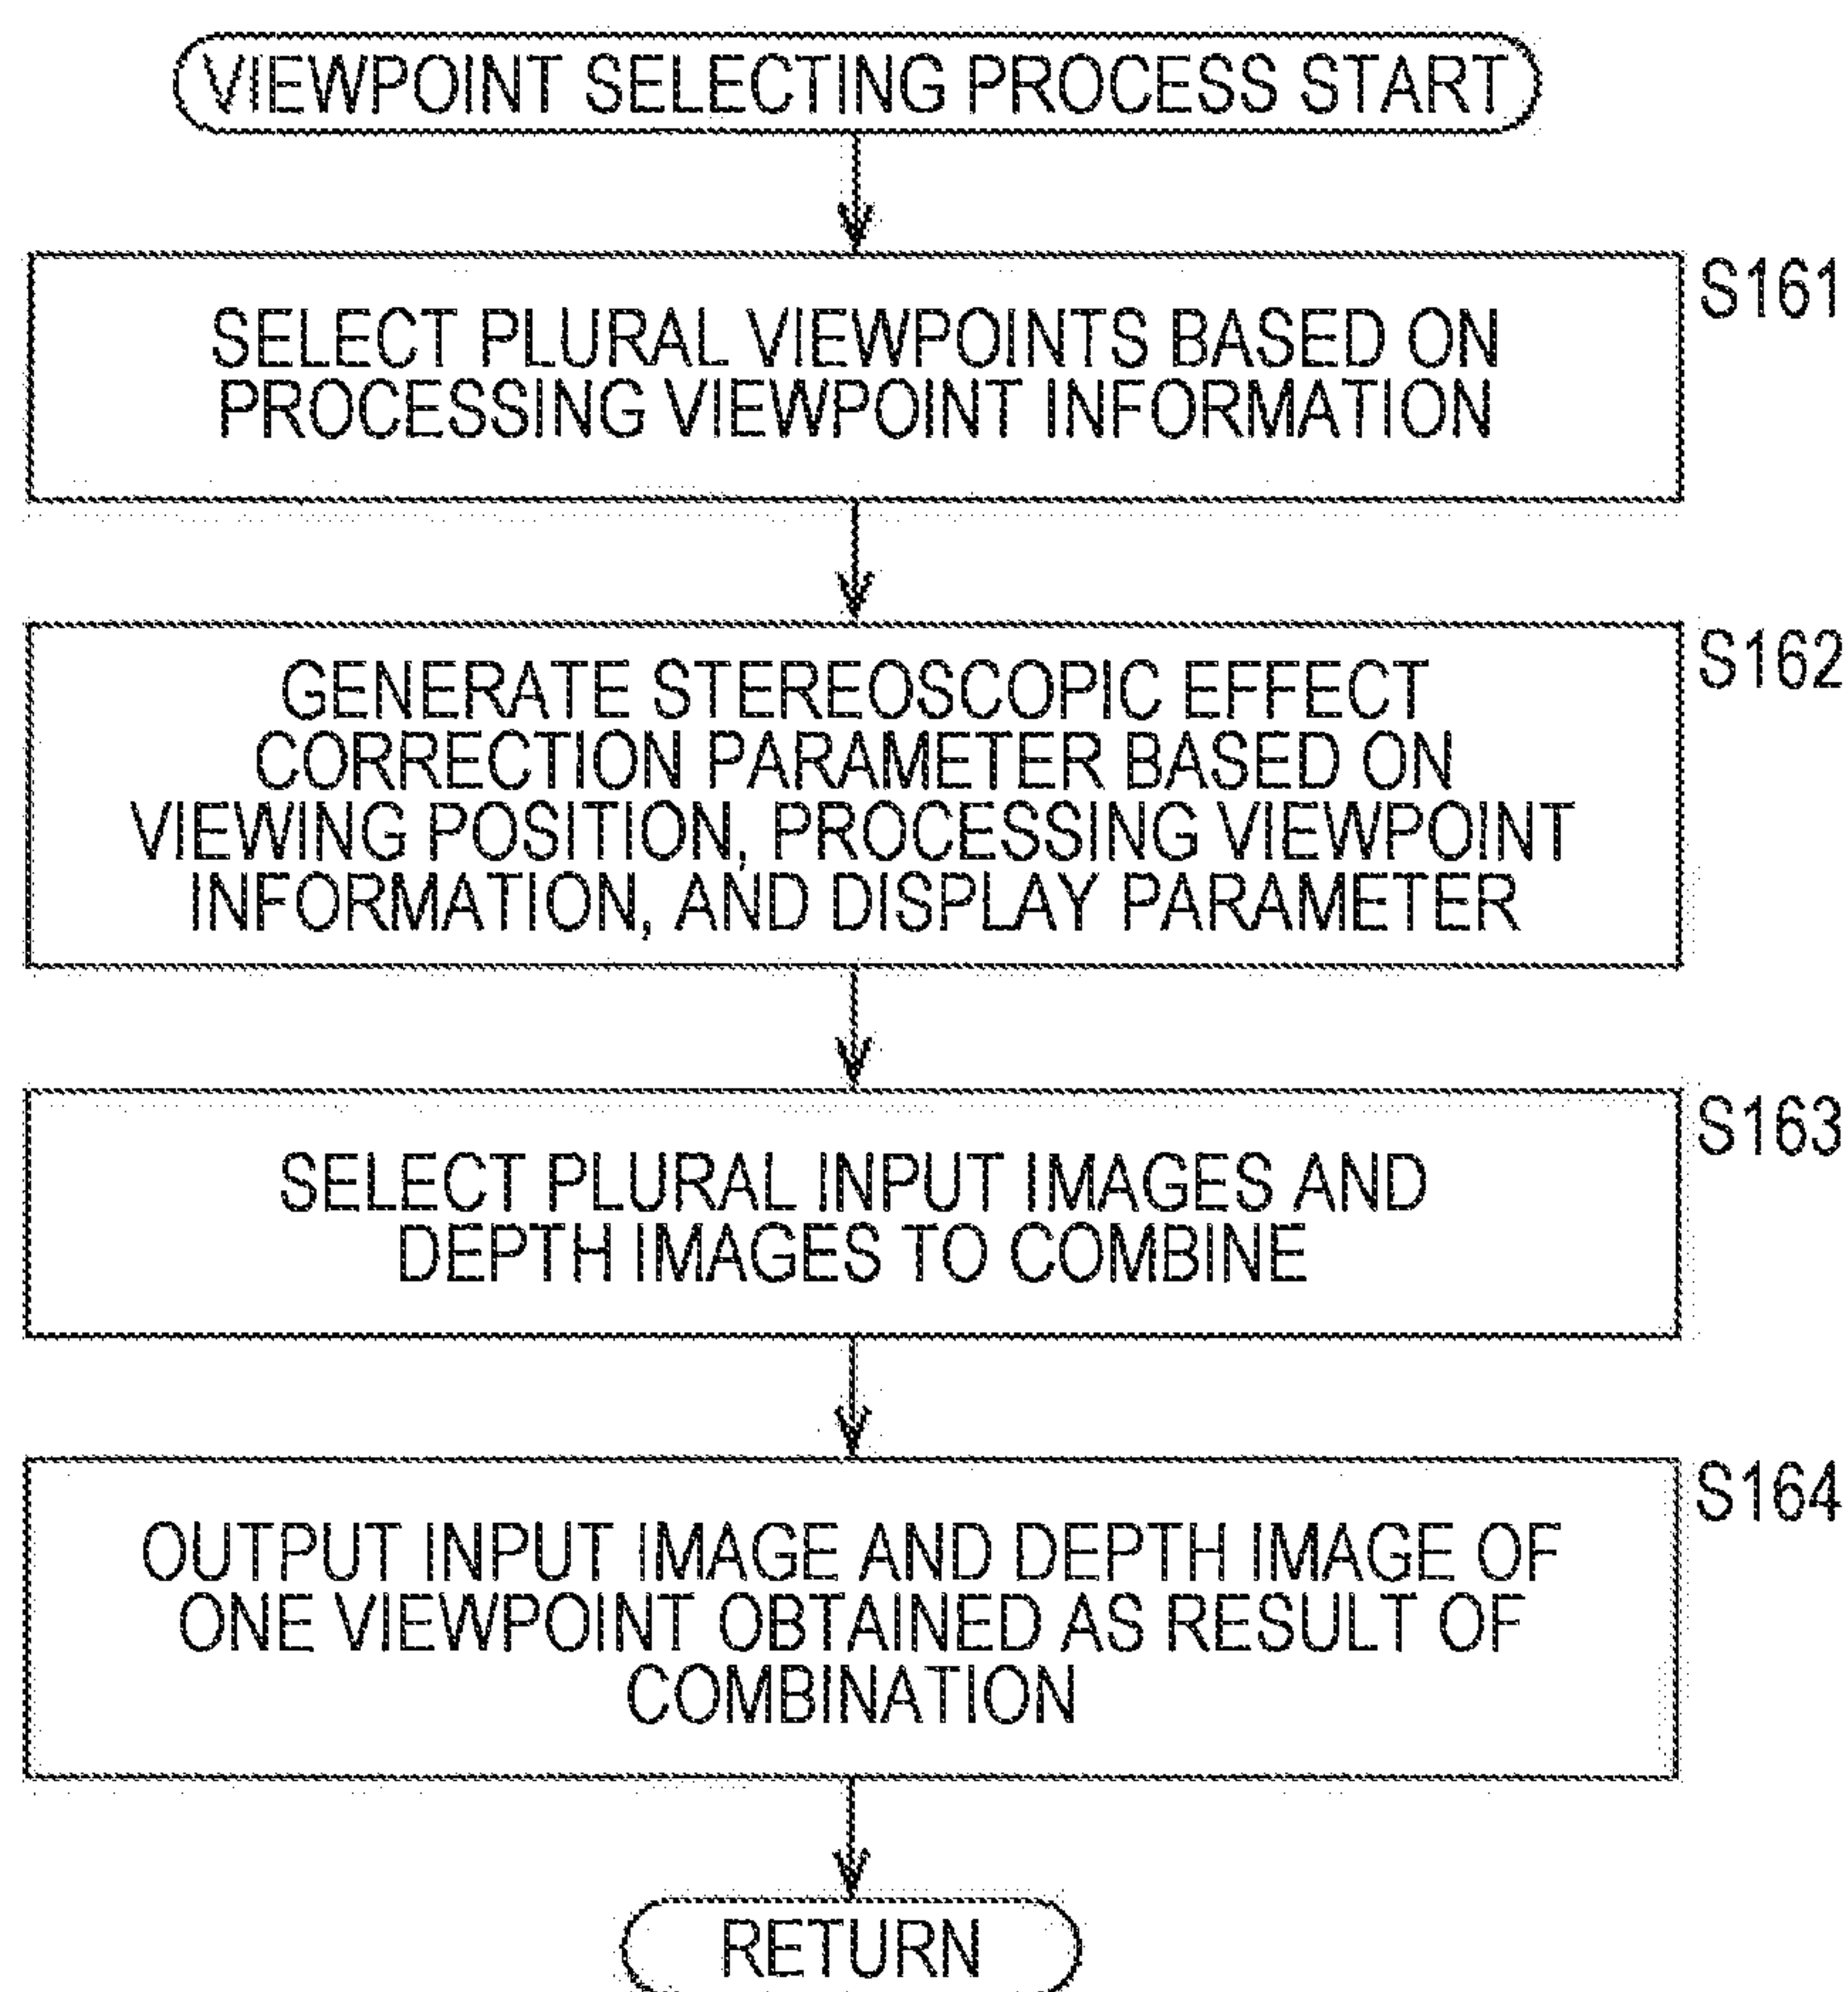 VIEWPOINT SELECTING PROCESS START
S161
SELECT PLURAL VIEWPOINTS BASED ON
PROCESSING VIEWPOINT INFORMATION
S162
GENERATE STEREOSCOPIC EFFECT
CORRECTION PARAMETER BASED ON
VIEWING POSITION, PROCESSING VIEWPOINT
INFORMATION, AND DISPLAY PARAMETER
S163
SELECT PLURAL INPUT IMAGES AND
DEPTH IMAGES TO COMBINE
S164
OUTPUT INPUT IMAGE AND DEPTH IMAGE OF
ONE VIEWPOINT OBTAINED AS RESULT OF
COMBINATION
RETURN